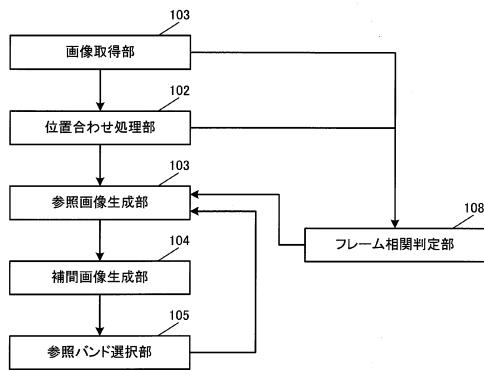 103
画像取得部
102
位置合わせ処理部
103
参照画像生成部
108
フレーム相関判定部
104
補間画像生成部
105
参照バンド選択部